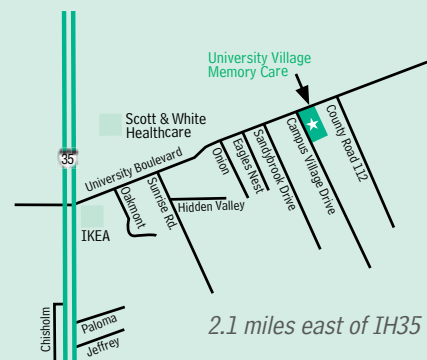 University Village
Memory Care
Scott & White
Healthcare
35
University Boulevard
IKEA
Oakmont
Sunrise Rd.
Hidden Valley
Onion
Eagles Nest
Sandybrook Drive
Campus Village Drive
County Road 112
Chisholm
Paloma
Jeffrey
2.1 miles east of IH35